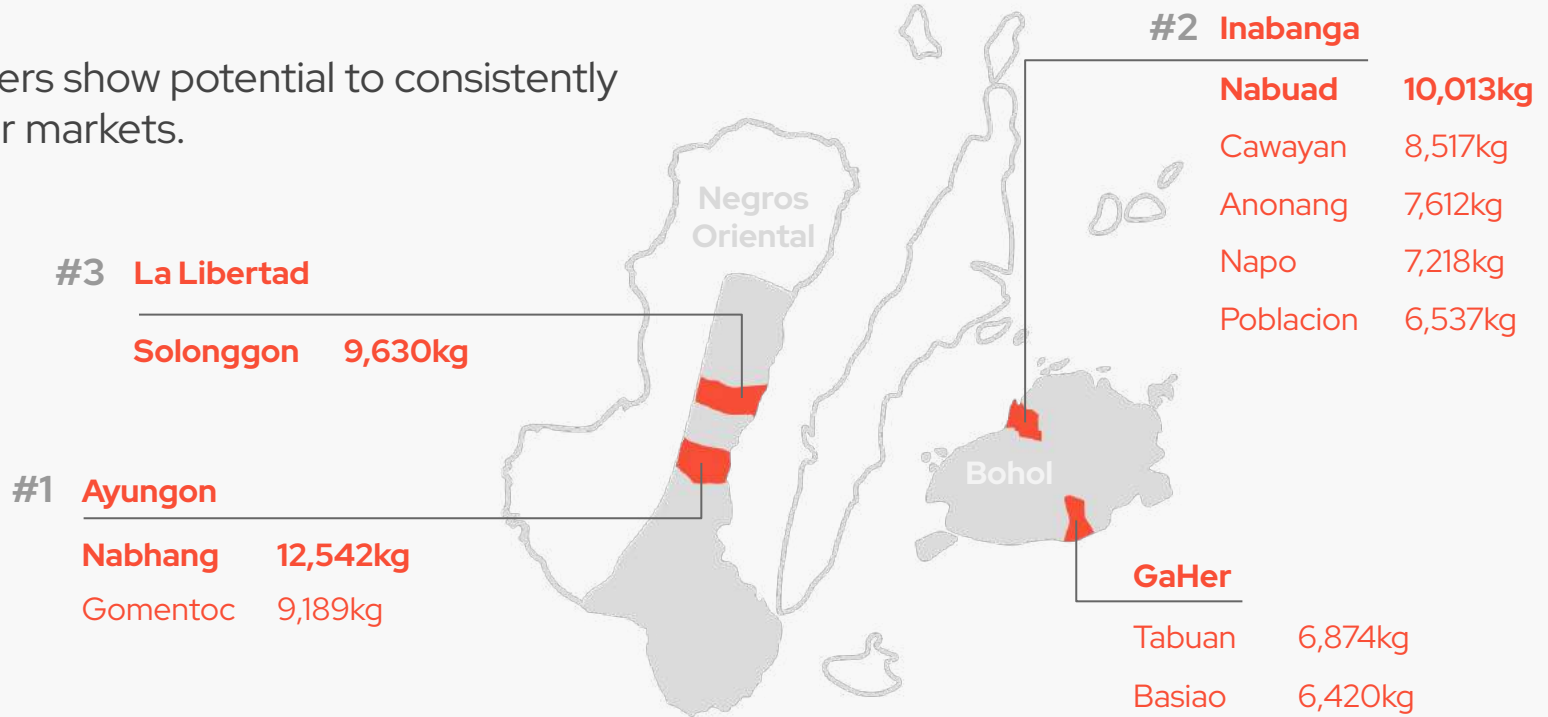 ers show potential to consistently
r markets.
#2 Inabanga
Nabuad 10,013kg
Cawayan 8,517kg
Anonang 7,612kg
Napo 7,218kg
Poblacion 6,537kg
Negros
Oriental
#3 La Libertad
Solonggon 9,630kg
#1 Ayungon
Nabhang 12,542kg
Gomentoc 9,189kg
Bohol
GaHer
Tabuan 6,874kg
Basiao 6,420kg